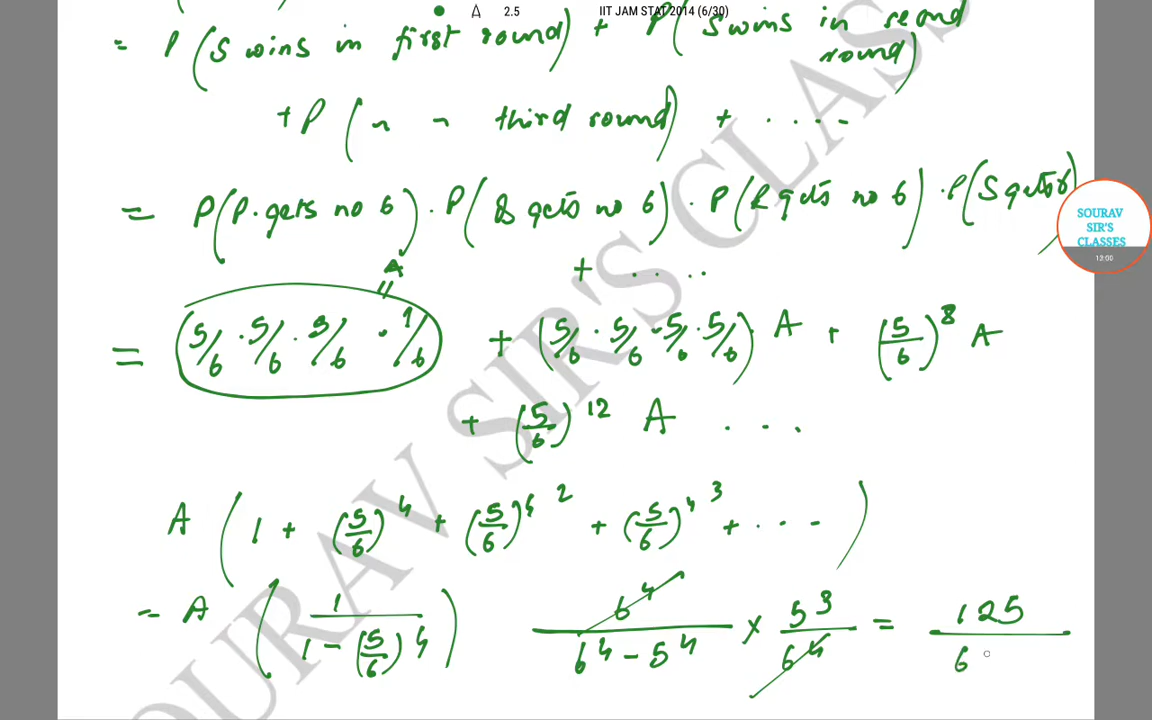 A 2.5 IIT JAM STAT 2014 (6/30)
= P (S wins in first round) + P (S wins in second round)
+ P ( " " third round) + ....
= P(P. gets no 6) . P(Q gets no 6) . P(R gets no 6) . P(S gets 6)
+ ....
A
=
= (5/6 . 5/6 . 5/6 . 1/6) + (5/6 . 5/6 . 5/6 . 5/6) . A + (5/6)^8 A
+ (5/6)^12 A ...
A (1 + (5/6)^4 + (5/6)^4^2 + (5/6)^4^3 + ....)
= A (1/(1 - (5/6)^4)) 6^4/(6^4 - 5^4) × 5^3/6^4 = 125/6
SOURAV
SIR'S
CLASSES
13:00
SOURAV SIR'S CLASSES